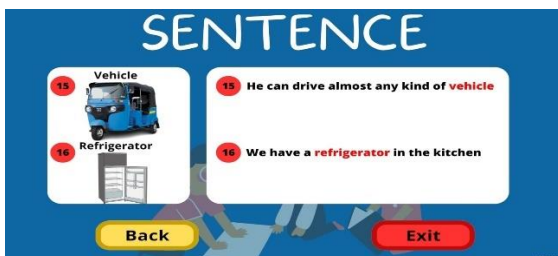 SENTENCE
15 Vehicle
16 Refrigerator
15 He can drive almost any kind of vehicle
16 We have a refrigerator in the kitchen
Back
Exit